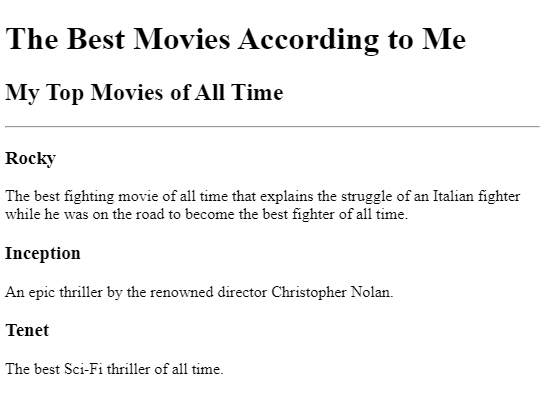 The Best Movies According to Me
My Top Movies of All Time
Rocky
The best fighting movie of all time that explains the struggle of an Italian fighter
while he was on the road to become the best fighter of all time.
Inception
An epic thriller by the renowned director Christopher Nolan.
Tenet
The best Sci-Fi thriller of all time.